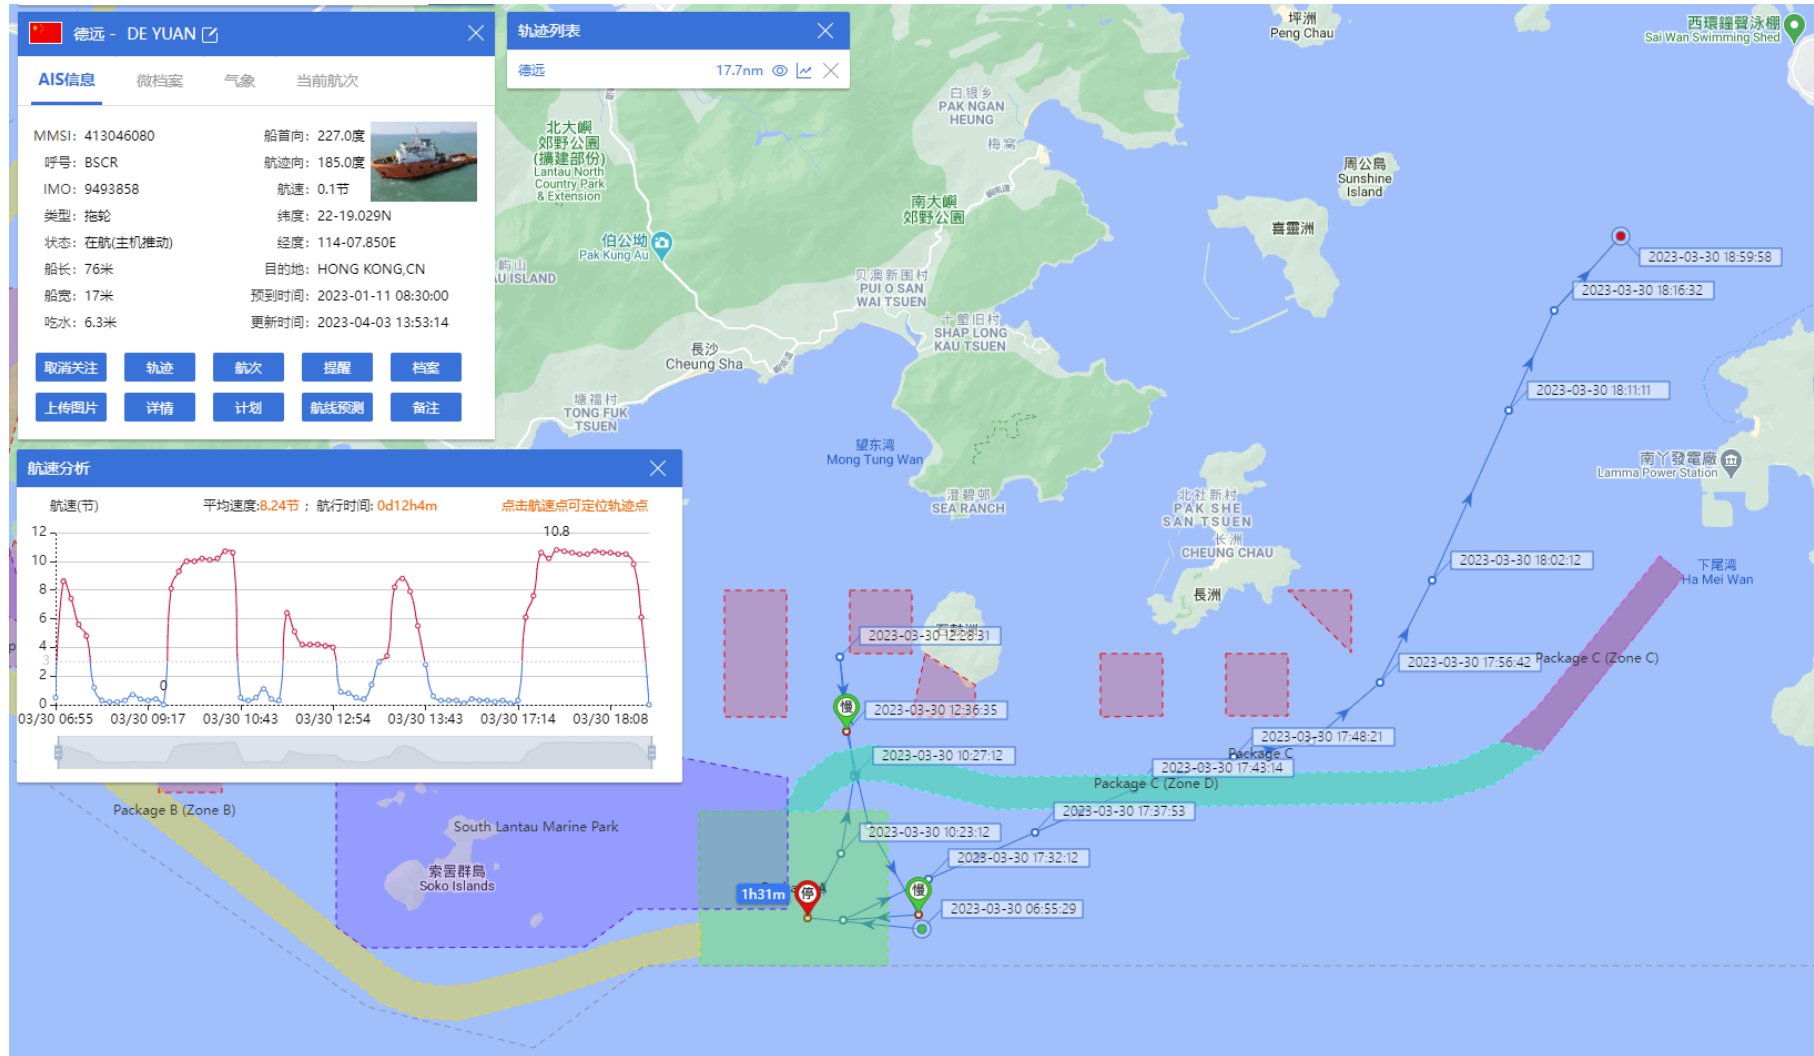 德远 - DE YUAN
AIS信息 微档案 气象 当前航次
MMSI: 413046080 船首向: 227.0度
呼号: BSCR 航迹向: 185.0度
IMO: 9493858 航速: 0.1节
类型: 拖轮 纬度: 22-19.029N
状态: 在航(主机推动) 经度: 114-07.850E
船长: 76米 目的地: HONG KONG,CN
船宽: 17米 预到时间: 2023-01-11 08:30:00
吃水: 6.3米 更新时间: 2023-04-03 13:53:14
取消关注 轨迹 航次 提醒 档案
上传图片 详情 计划 航线预测 备注
轨迹列表
德远 17.7nm
航速分析
航速(节) 平均速度:8.24节 ; 航行时间: 0d12h4m 点击航速点可定位轨迹点
12
10
8
6
4
3
2
0
10.8
0
03/30 06:55 03/30 09:17 03/30 10:43 03/30 12:54 03/30 13:43 03/30 17:14 03/30 18:08
坪洲
Peng Chau
西環鐘聲泳棚
Sai Wan Swimming Shed
白银乡
PAK NGAN
HEUNG
梅窝
北大嶼
郊野公園
(擴建部份)
Lantau North
Country Park
& Extension
周公島
Sunshine
Island
南大嶼
郊野公園
喜靈洲
伯公坳
Pak Kung Au
屿山
AU ISLAND
贝澳新围村
PUI O SAN
WAI TSUEN
十塱旧村
SHAP LONG
KAU TSUEN
長沙
Cheung Sha
塘福村
TONG FUK
TSUEN
望东湾
Mong Tung Wan
澄碧邨
SEA RANCH
北社新村
PAK SHE
SAN TSUEN
长洲
CHEUNG CHAU
長洲
南丫發電廠
Lamma Power Station
下尾湾
Ha Mei Wan
2023-03-30 18:59:58
2023-03-30 18:16:32
2023-03-30 18:11:11
2023-03-30 18:02:12
2023-03-30 17:56:42
2023-03-30 17:48:21
2023-03-30 17:43:14
2023-03-30 17:37:53
2023-03-30 17:32:12
2023-03-30 12:28:31
2023-03-30 12:36:35
2023-03-30 10:27:12
2023-03-30 10:23:12
2023-03-30 06:55:29
慢
慢
停
1h31m
Package C (Zone C)
Package C
Package C (Zone D)
Package B (Zone B)
South Lantau Marine Park
索罟群島
Soko Islands